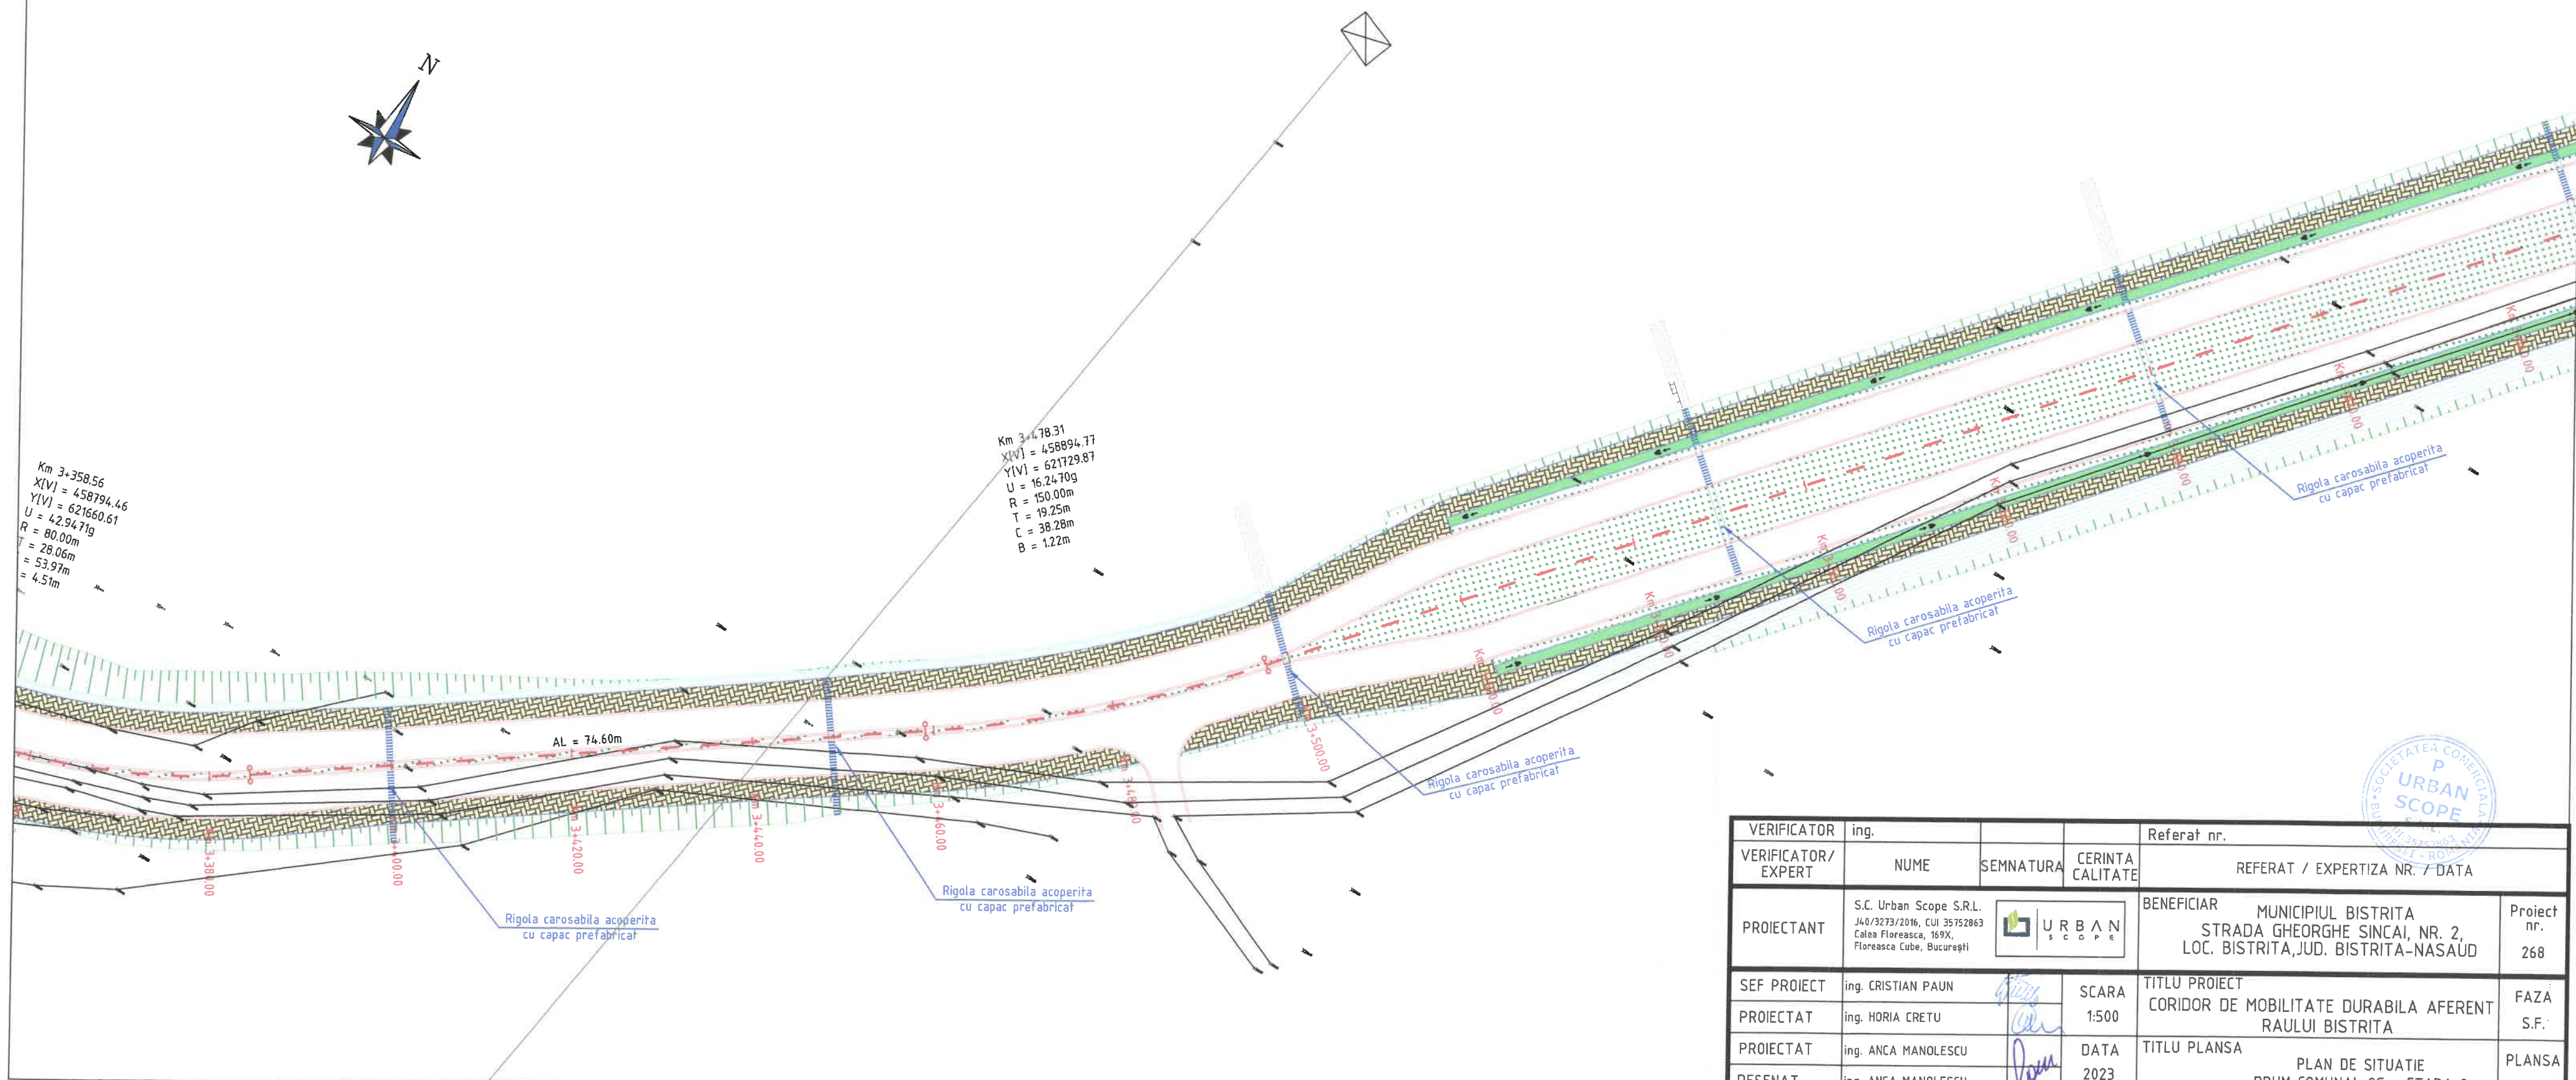 N
Km 3+358.56
X[V] = 458794.46
Y[V] = 621660.61
U = 42.9471g
R = 80.00m
T = 28.06m
= 53.97m
= 4.51m
Km 3+478.31
X[V] = 458894.77
Y[V] = 621729.87
U = 16.2470g
R = 150.00m
T = 19.25m
C = 38.28m
B = 1.22m
AL = 74.60m
3+380.00
3+400.00
3+420.00
3+440.00
3+460.00
3+480.00
3+500.00
Rigola carosabila acoperita
cu capac prefabricat
Rigola carosabila acoperita
cu capac prefabricat
Rigola carosabila acoperita
cu capac prefabricat
Rigola carosabila acoperita
cu capac prefabricat
Rigola carosabila acoperita
cu capac prefabricat
SOCIETATEA COMERCIALA
P
URBAN
SCOPE
S.R.L.
BUCURESTI - ROMANIA
VERIFICATOR ing. Referat nr.
VERIFICATOR/
EXPERT
NUME
SEMNATURA
CERINTA
CALITATE
REFERAT / EXPERTIZA NR. / DATA
PROIECTANT
S.C. Urban Scope S.R.L.
J40/3273/2016, CUI 35752863
Calea Floreasca, 169X,
Floreasca Cube, București
URBAN
SCOPE
BENEFICIAR
MUNICIPIUL BISTRITA
STRADA GHEORGHE SINCAI, NR. 2,
LOC. BISTRITA,JUD. BISTRITA-NASAUD
Proiect
nr.
268
SEF PROIECT ing. CRISTIAN PAUN
PROIECTAT ing. HORIA CRETU
SCARA
1:500
TITLU PROIECT
CORIDOR DE MOBILITATE DURABILA AFERENT
RAULUI BISTRITA
FAZA
S.F.
PROIECTAT ing. ANCA MANOLESCU
DESENAT ing. ANCA MANOLESCU
DATA
2023
TITLU PLANSA
PLAN DE SITUATIE
PLANSA